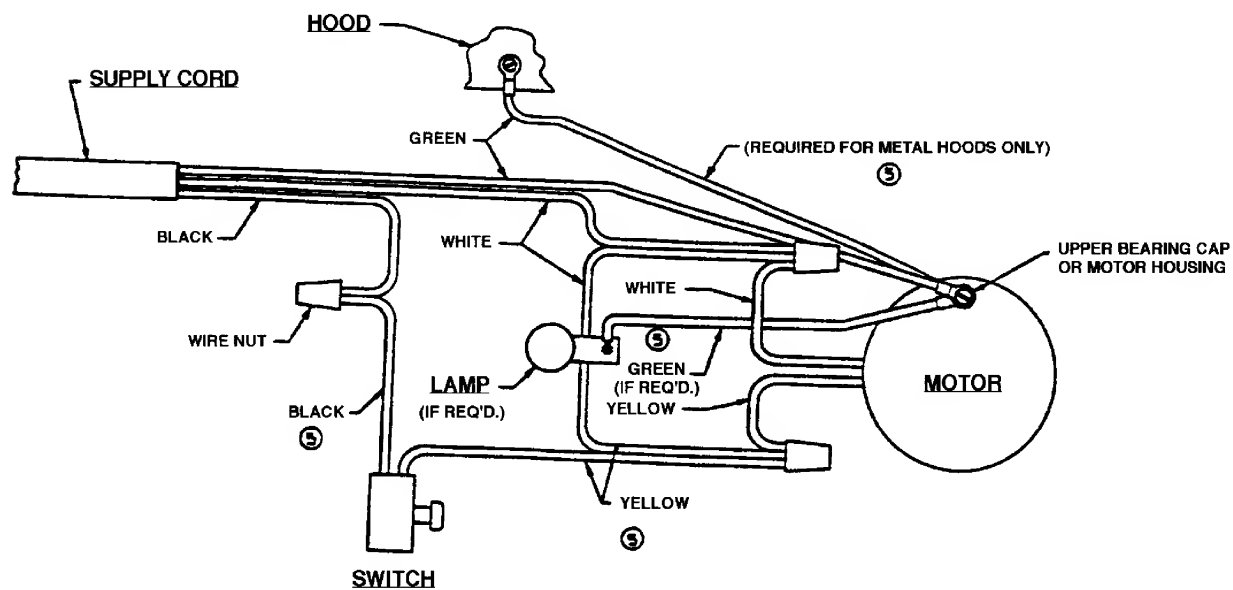 HOOD
SUPPLY CORD
GREEN
(REQUIRED FOR METAL HOODS ONLY)
5
BLACK
WHITE
UPPER BEARING CAP
OR MOTOR HOUSING
WHITE
WIRE NUT
5
LAMP
(IF REQ'D.)
GREEN
(IF REQ'D.)
MOTOR
BLACK
5
YELLOW
YELLOW
5
SWITCH